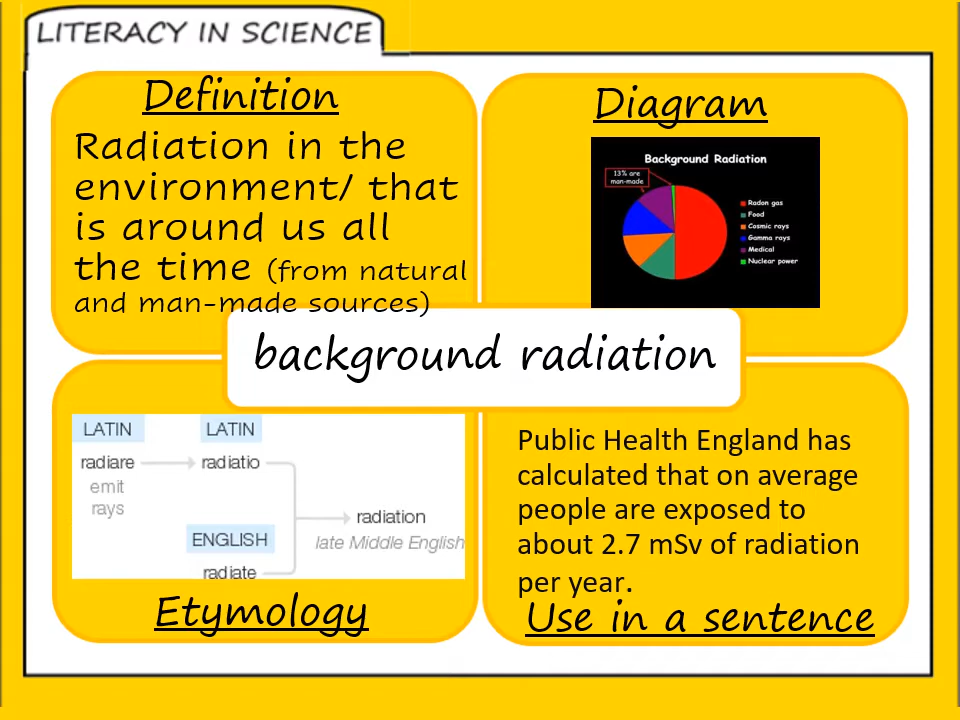 LITERACY IN SCIENCE
Definition
Radiation in the
environment/ that
is around us all
the time (from natural
and man-made sources)
Diagram
Background Radiation
13% are
man-made
Radon gas
Food
Cosmic rays
Gamma rays
Medical
Nuclear power
background radiation
LATIN LATIN
radiare radiatio
emit
rays
radiation
ENGLISH late Middle English
radiate
Etymology
Public Health England has
calculated that on average
people are exposed to
about 2.7 mSv of radiation
per year.
Use in a sentence